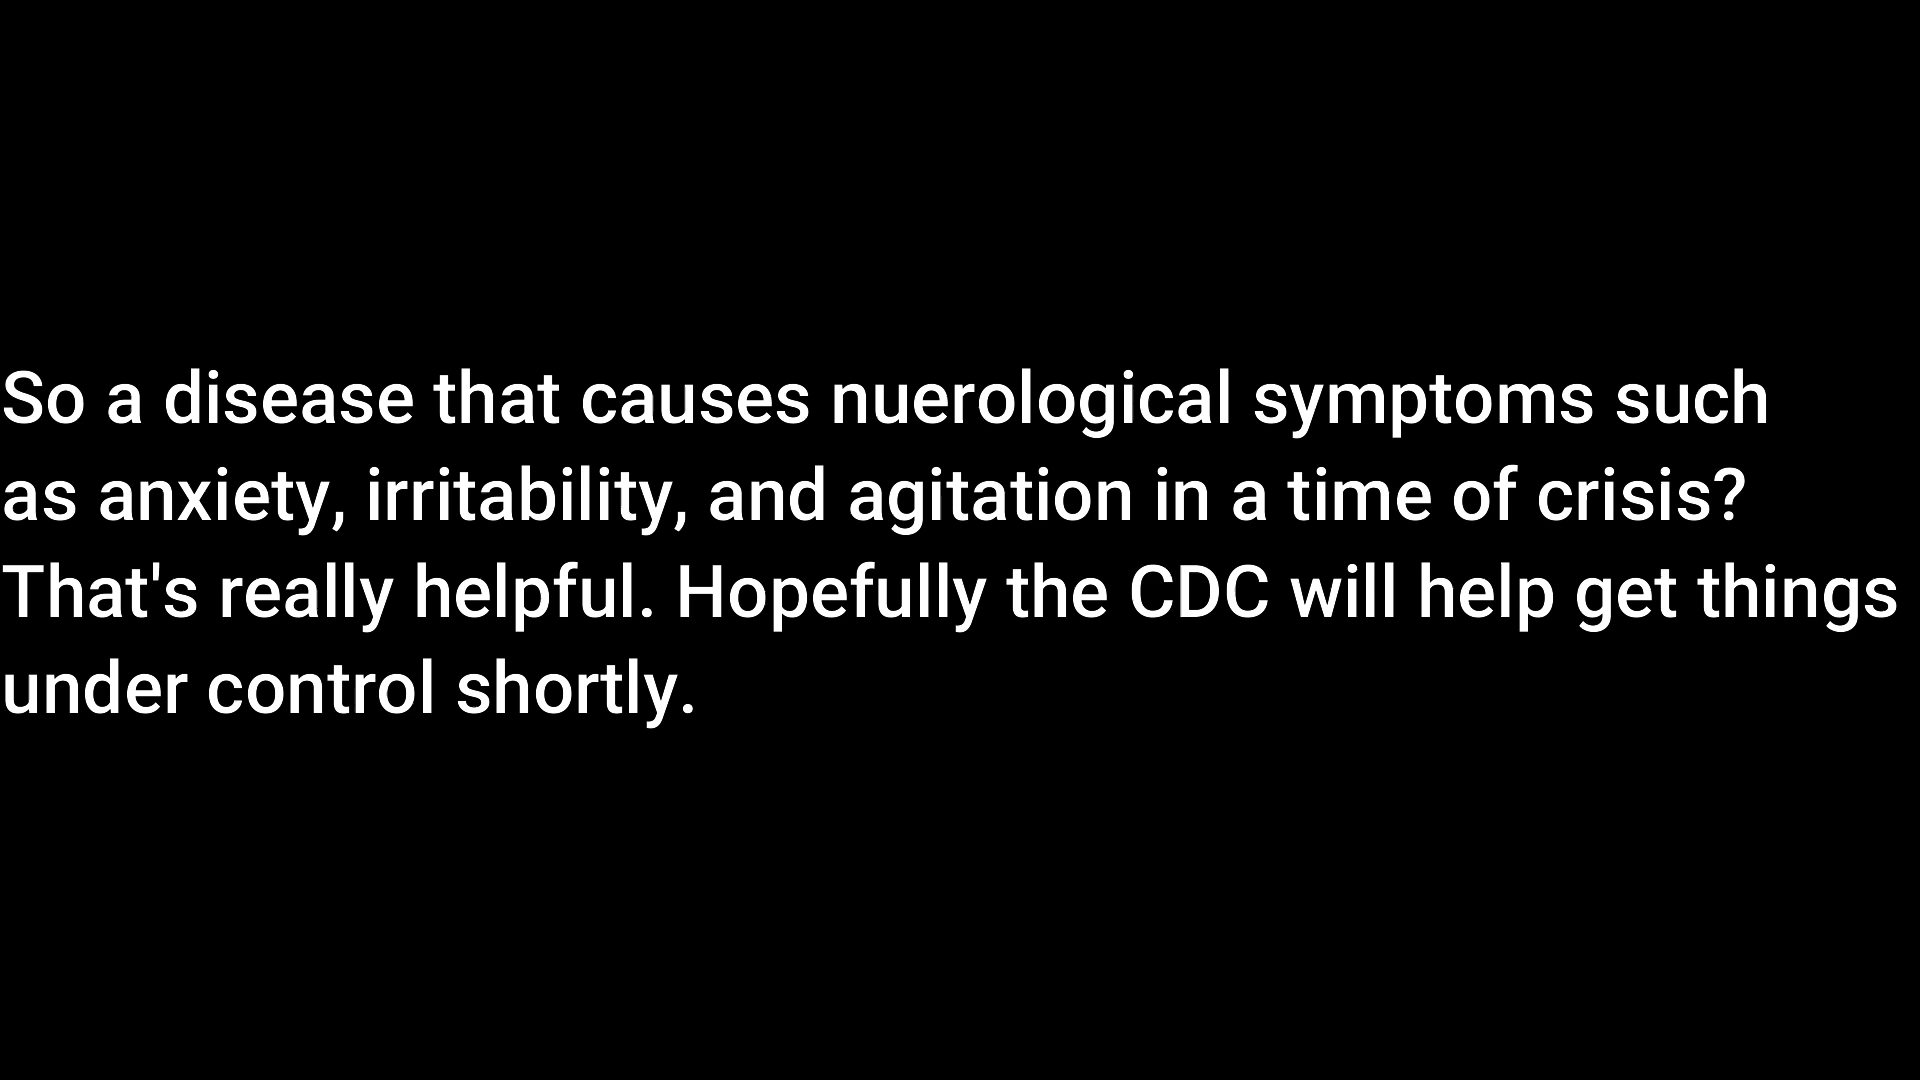 So a disease that causes nuerological symptoms such
as anxiety, irritability, and agitation in a time of crisis?
That's really helpful. Hopefully the CDC will help get things
under control shortly.